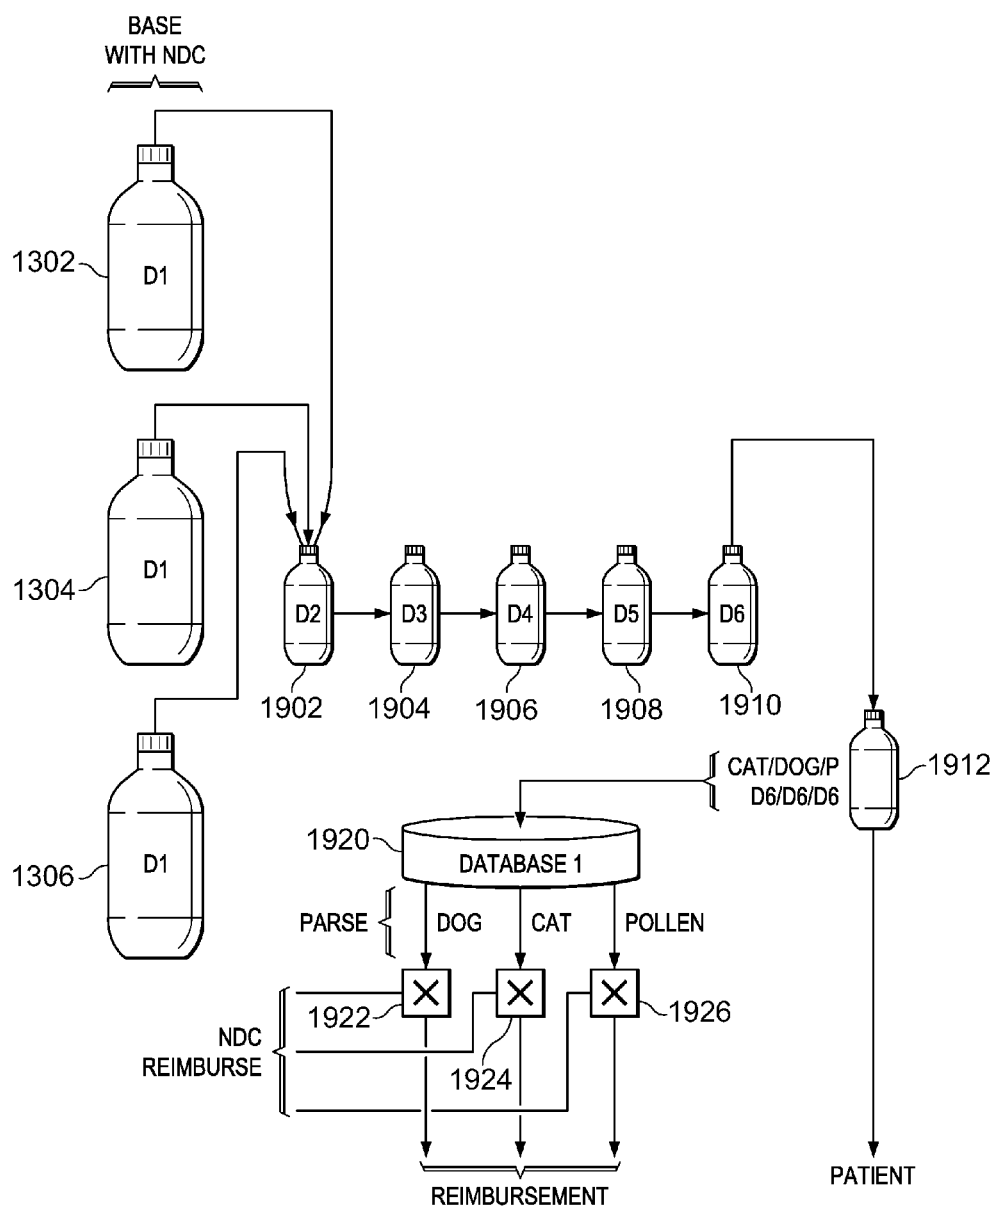 BASE
WITH NDC
D1
1302
D1
1304
D2
D3
D4
D5
D6
1902
1904
1906
1908
1910
CAT/DOG/P
D6/D6/D6
1912
1920
DATABASE 1
D1
1306
PARSE
DOG
CAT
POLLEN
1922
1926
NDC
REIMBURSE
1924
PATIENT
REIMBURSEMENT